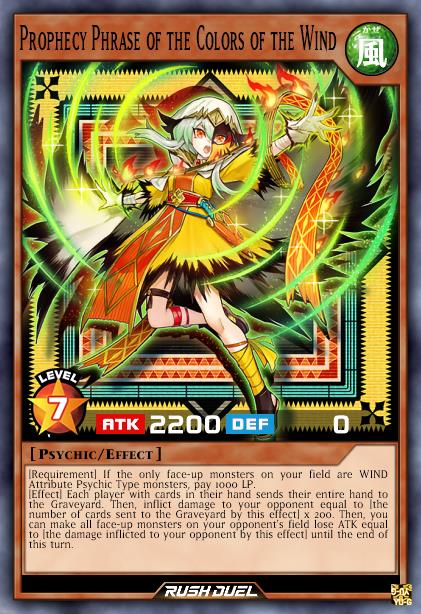 PROPHECY PHRASE OF THE COLORS OF THE WIND
かぜ
風
LEVEL
7
ATK 2200 DEF 0
[PSYCHIC/EFFECT]
[Requirement] If the only face-up monsters on your field are WIND
Attribute Psychic Type monsters, pay 1000 LP.
[Effect] Each player with cards in their hand sends their entire hand to
the Graveyard. Then, inflict damage to your opponent equal to [the
number of cards sent to the Graveyard by this effect] x 200. Then, you
can make all face-up monsters on your opponent's field lose ATK equal
to [the damage inflicted to your opponent by this effect] until the end of
this turn.
RUSH DUEL